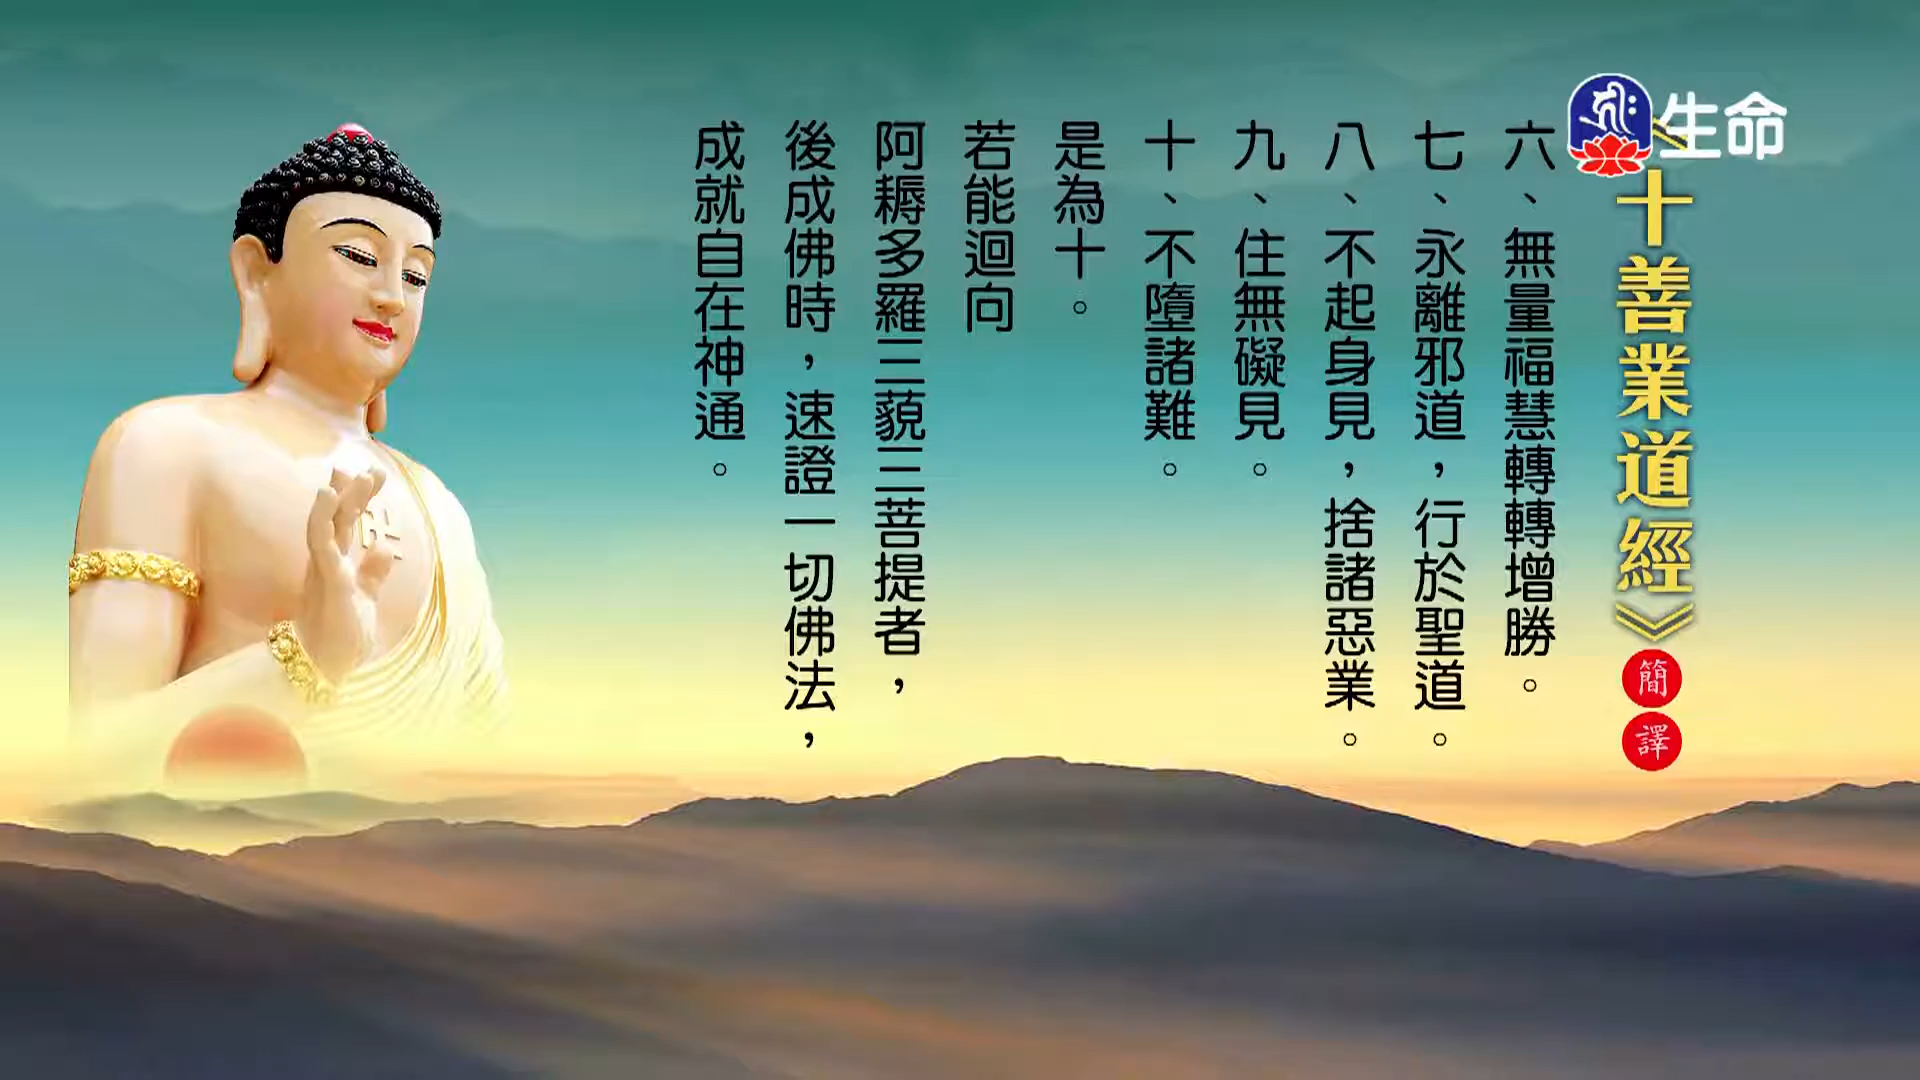 生命
《十善業道經》
簡譯
六、無量福慧轉轉增勝。
七、永離邪道，行於聖道。
八、不起身見，捨諸惡業。
九、住無礙見。
十、不墮諸難。
是為十。
若能迴向
阿耨多羅三藐三菩提者，
後成佛時，速證一切佛法，
成就自在神通。